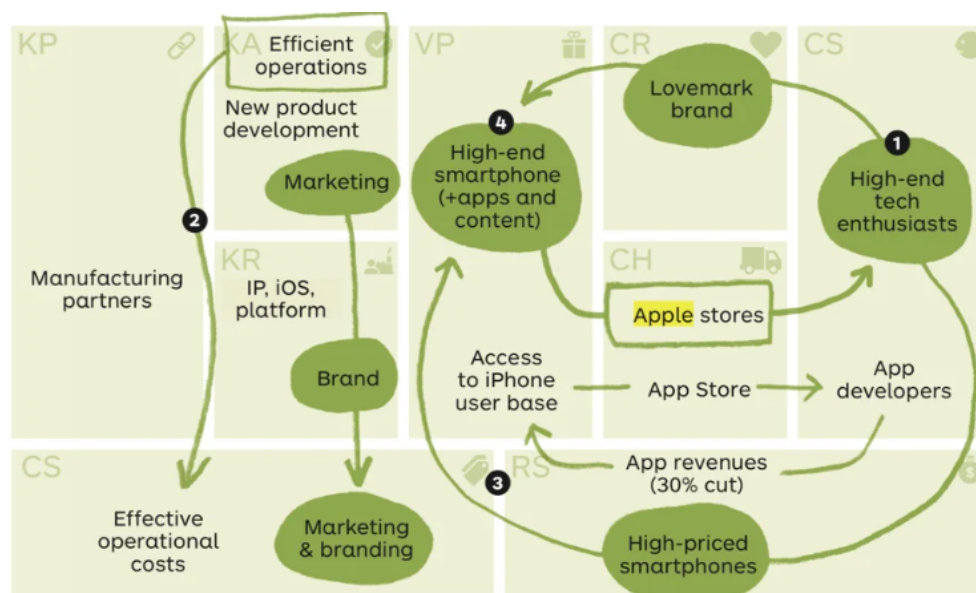 KP
KA
Efficient
operations
New product
development
Marketing
VP
4
High-end
smartphone
(+apps and
content)
CR
Lovemark
brand
CS
1
High-end
tech
enthusiasts
2
Manufacturing
partners
KR
IP, iOS,
platform
Brand
Access
to iPhone
user base
CH
Apple stores
App Store
App
developers
CS
Effective
operational
costs
Marketing
& branding
3
RS
App revenues
(30% cut)
High-priced
smartphones
$